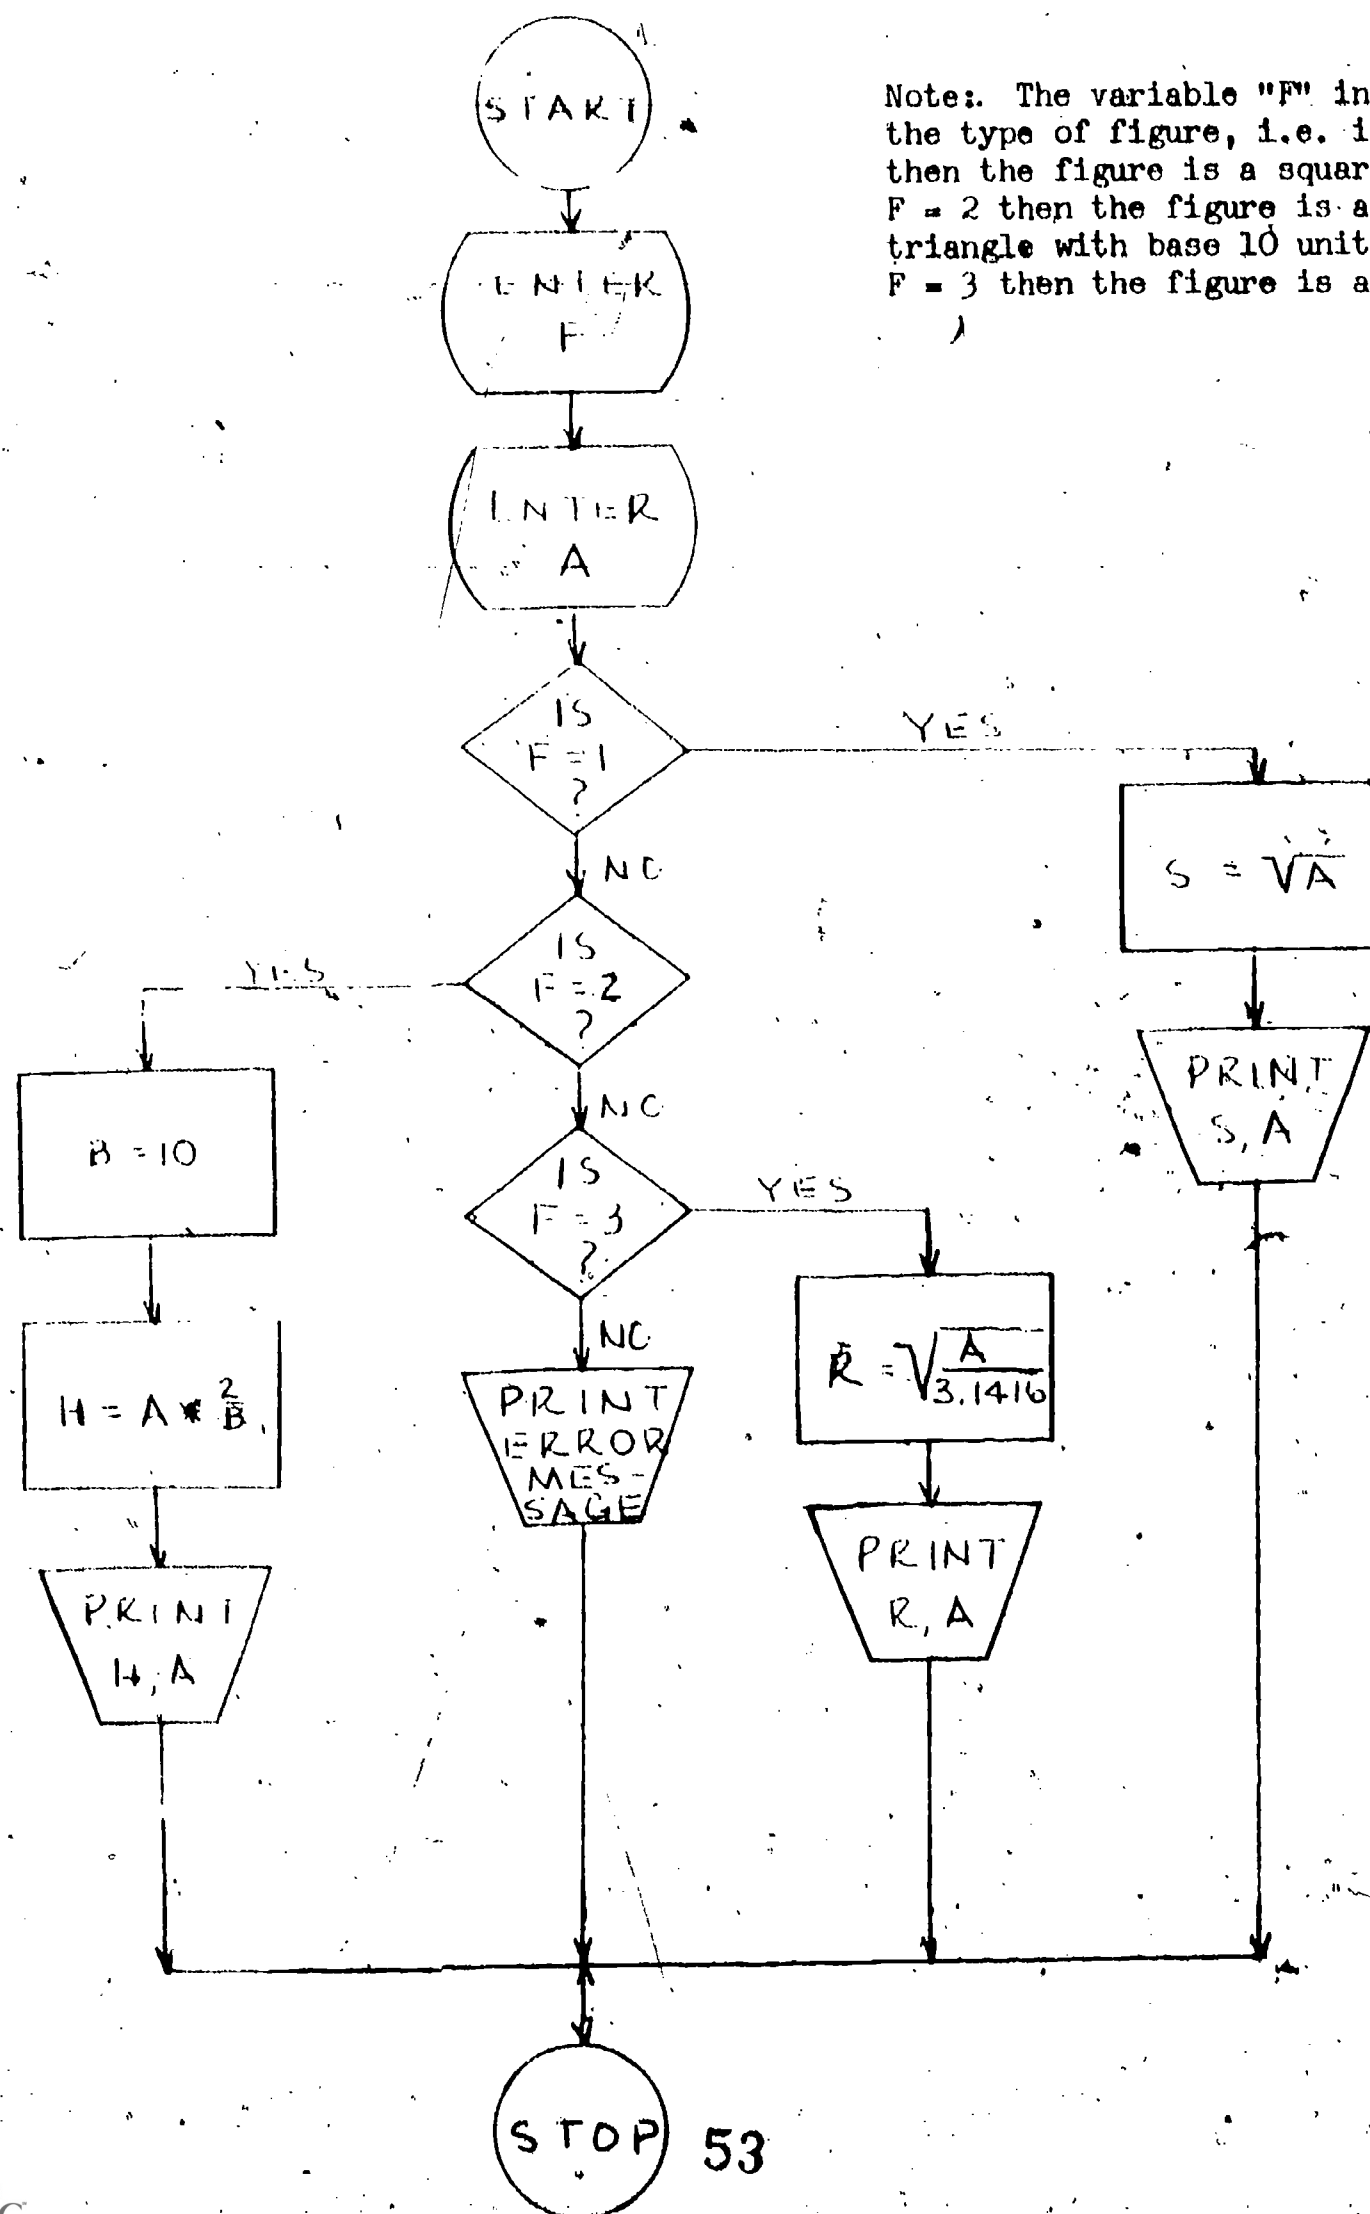 START
Note: The variable "F" in
the type of figure, i.e. i
then the figure is a squar
F = 2 then the figure is a
triangle with base 10 unit
F = 3 then the figure is a
ENTER
F
ENTER
A
IS
F = 1
?
YES
S = √A
NO
PRINT
S, A
IS
F = 2
?
YES
B = 10
H = A * 2/B
PRINT
H, A
NO
IS
F = 3
?
YES
R = √A/3.1416
PRINT
R, A
NO
PRINT
ERROR
MES-
SAGE
STOP
53